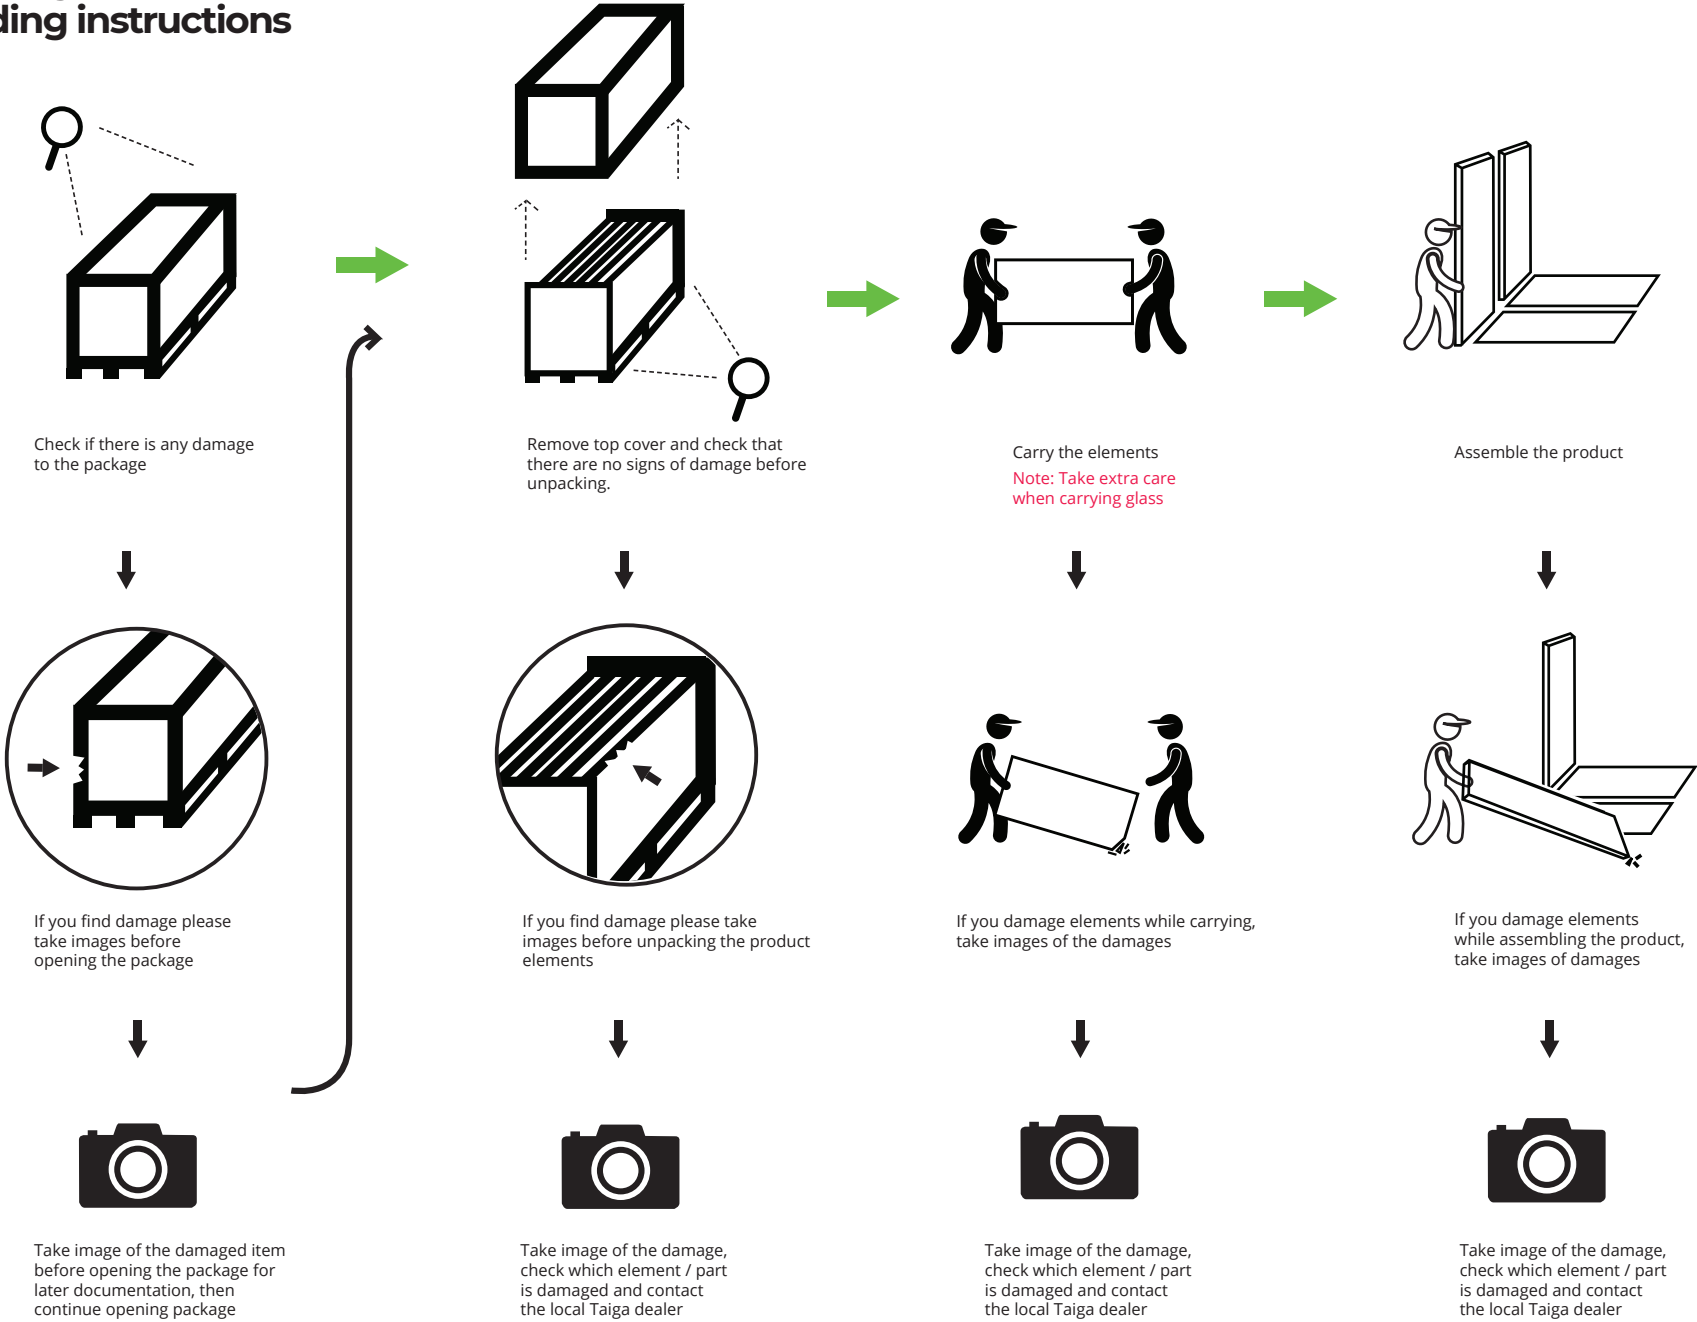 ding instructions
Check if there is any damage
to the package
Remove top cover and check that
there are no signs of damage before
unpacking.
Carry the elements
Note: Take extra care
when carrying glass
Assemble the product
If you find damage please
take images before
opening the package
If you find damage please take
images before unpacking the product
elements
If you damage elements while carrying,
take images of the damages
If you damage elements
while assembling the product,
take images of damages
Take image of the damaged item
before opening the package for
later documentation, then
continue opening package
Take image of the damage,
check which element / part
is damaged and contact
the local Taiga dealer
Take image of the damage,
check which element / part
is damaged and contact
the local Taiga dealer
Take image of the damage,
check which element / part
is damaged and contact
the local Taiga dealer